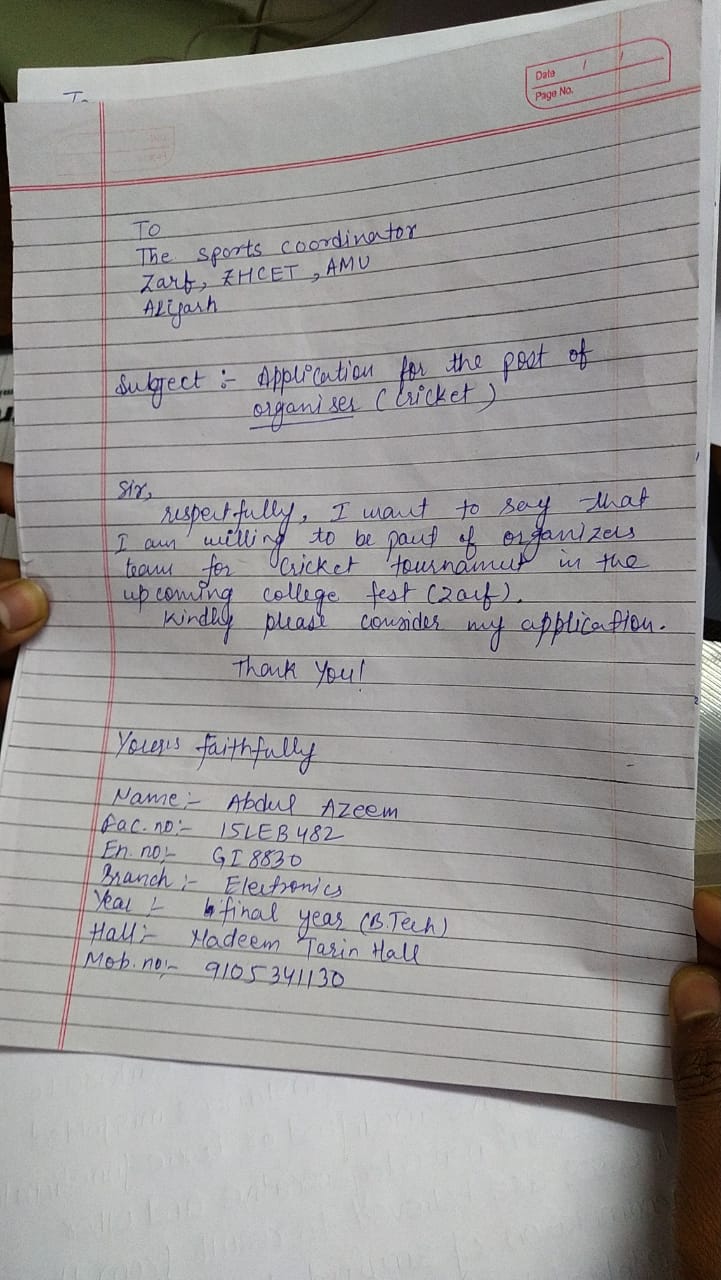 Date / /
Page No.
To
To
The sports coordinator
Zarf, ZHCET, AMU
Aligarh
Subject :- Application for the post of
organiser (Cricket)
Sir,
respectfully, I want to say that
I am willing to be part of organizers
team for Cricket tournamut in the
upcoming college fest (zarf).
Kindly please consider my application.
Thank You!
Yours faithfully
Name:- Abdul Azeem
Fac. no:- 15LEB482
En. no:- GI8830
Branch :- Electronics
Year :- final year (B.Tech)
Hall:- Nadeem Tarin Hall
Mob. no:- 9105341130